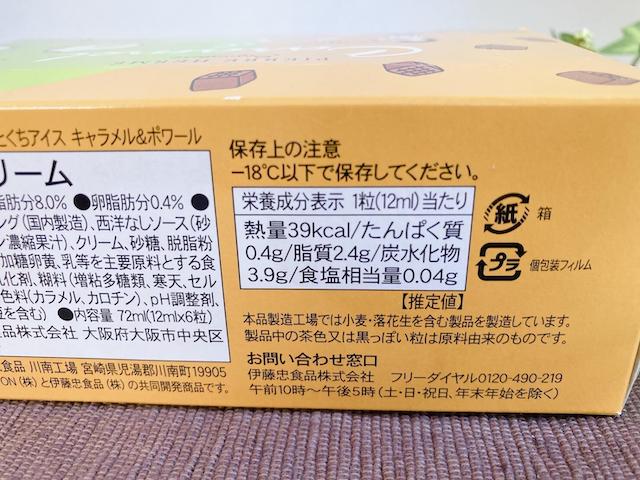 PIERRE HERMÉ
とくちアイス キャラメル&ポワール
リーム
脂肪分8.0% ●卵脂肪分0.4% ●
ング(国内製造)、西洋なしソース(砂
ン濃縮果汁)、クリーム、砂糖、脱脂粉
加糖卵黄、乳等を主要原料とする食
乳化剤、糊料(増粘多糖類、寒天、セル
色料(カラメル、カロチン)、pH調整剤、
を含む) ●内容量 72ml(12ml×6粒)
食品株式会社 大阪府大阪市中央区
食品 川南工場 宮崎県児湯郡川南町19905
ON(株)と伊藤忠食品(株)の共同開発商品です。
保存上の注意
−18℃以下で保存してください。
栄養成分表示 1粒(12ml)当たり
熱量39kcal/たんぱく質
0.4g/脂質2.4g/炭水化物
3.9g/食塩相当量0.04g
【推定値】
本品製造工場では小麦・落花生を含む製品を製造しています。
製品中の茶色又は黒っぽい粒は原料由来のものです。
お問い合わせ窓口
伊藤忠食品株式会社 フリーダイヤル0120-490-219
午前10時〜午後5時(土・日・祝日、年末年始を除く)
紙 箱
プラ 個包装フィルム